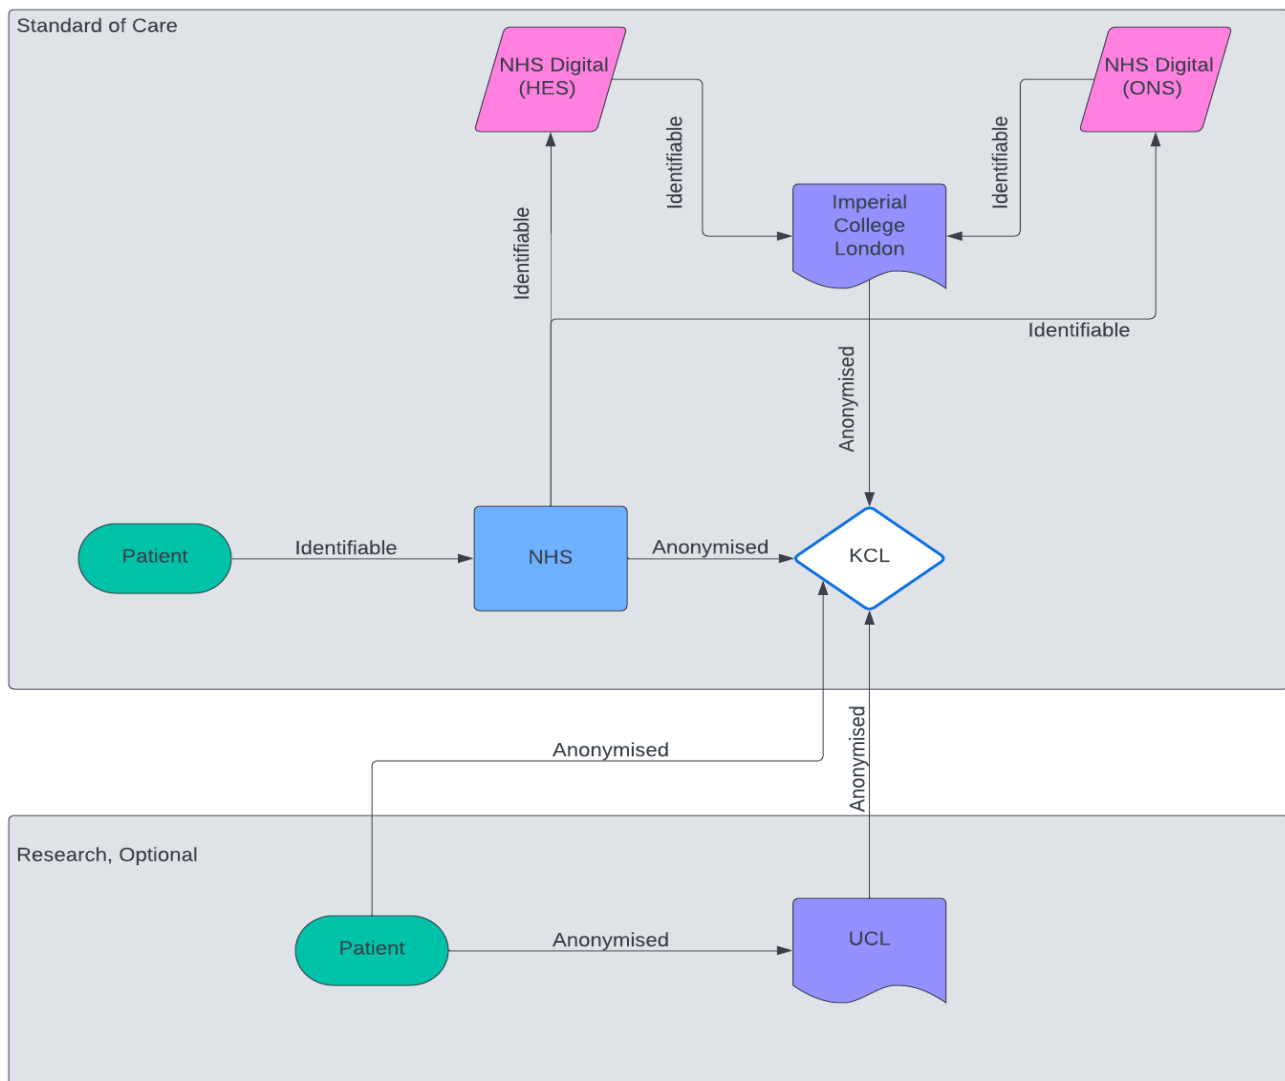 Standard of Care
NHS Digital
(HES)
NHS Digital
(ONS)
Identifiable
Identifiable
Identifiable
Imperial
College
London
Identifiable
Anonymised
Patient
Identifiable
NHS
Anonymised
KCL
Anonymised
Anonymised
Research, Optional
Patient
Anonymised
UCL